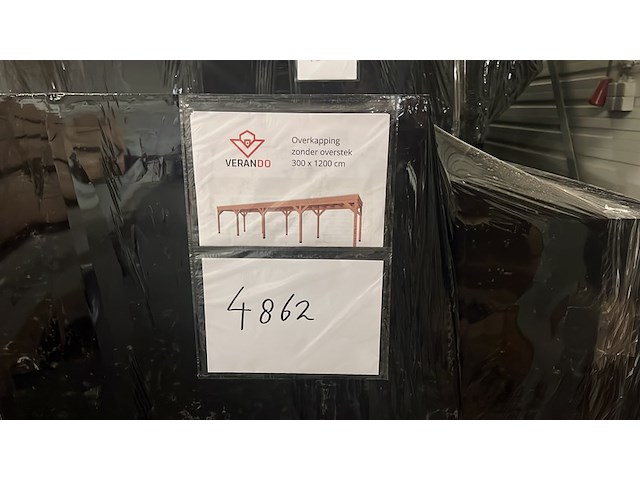 VERANDO
Overkapping
zonder overstek
300 x 1200 cm
4862